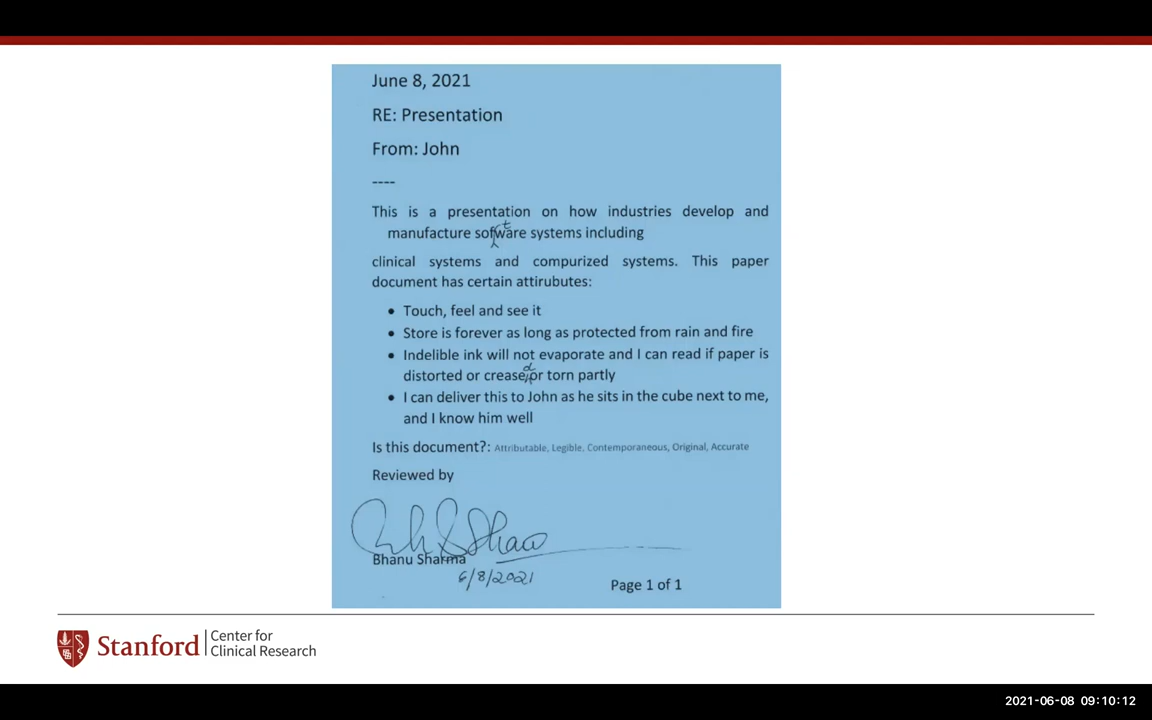 June 8, 2021
RE: Presentation
From: John
----
This is a presentation on how industries develop and
manufacture sofware systems including
clinical systems and compurized systems. This paper
document has certain attirubutes:
• Touch, feel and see it
• Store is forever as long as protected from rain and fire
• Indelible ink will not evaporate and I can read if paper is
distorted or crease or torn partly
• I can deliver this to John as he sits in the cube next to me,
and I know him well
Is this document?: Attributable, Legible, Contemporaneous, Original, Accurate
Reviewed by
Bhanu Sharma
6/8/2021
Page 1 of 1
Stanford
Center for
Clinical Research
2021-06-08 09:10:12